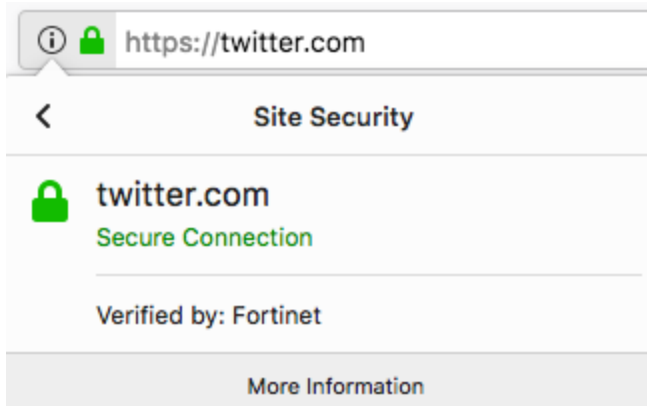 https://twitter.com
Site Security
twitter.com
Secure Connection
Verified by: Fortinet
More Information